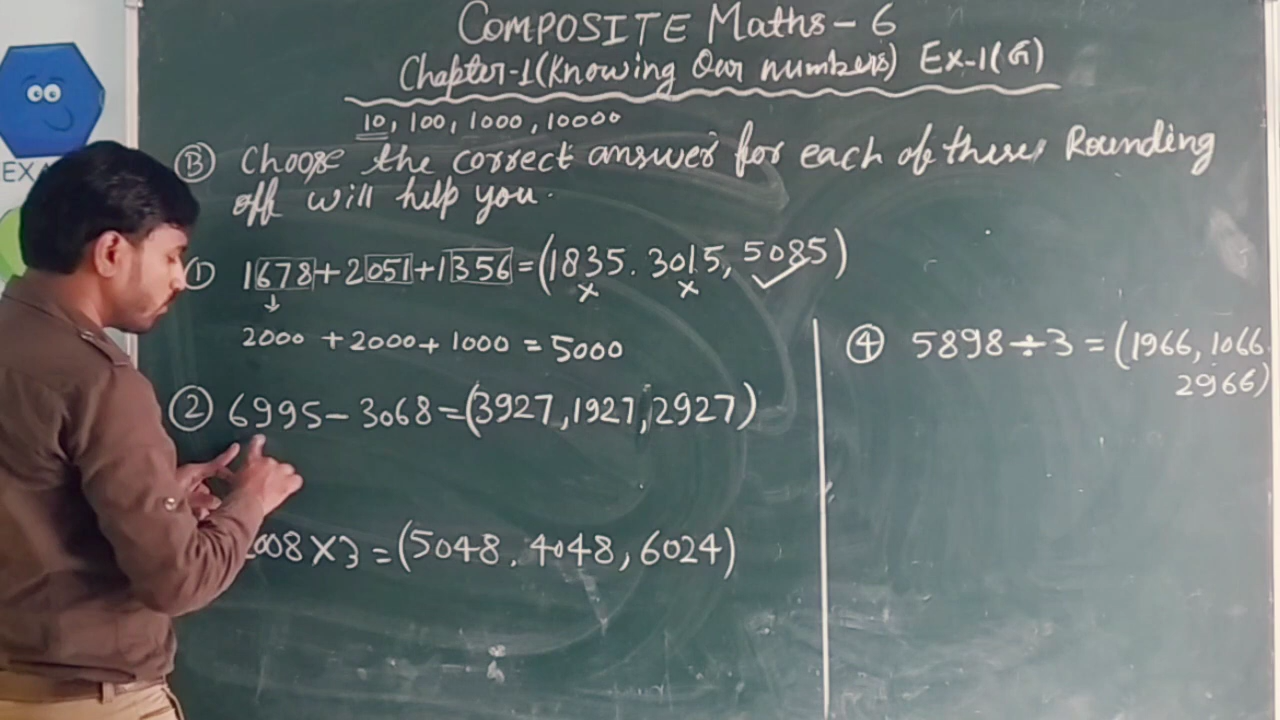 COMPOSITE Maths - 6
Chapter-1 (Knowing Our numbers) Ex-1(G)
10, 100, 1000, 10000
Ⓑ Choose the correct answer for each of these, Rounding
off will help you.
① 1678+2051+1356=(1835. 3015, 5085)
× × ✓
↓
2000 +2000+ 1000 = 5000
② 6995-3068=(3927,1927,2927)
008×3=(5048. 4048, 6024)
④ 5898÷3=(1966, 1066.
2966)
EX